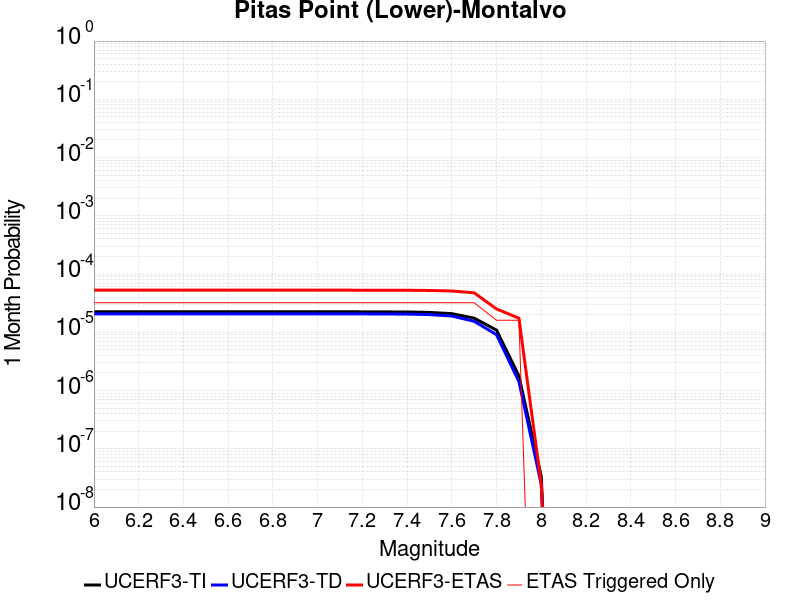 Pitas Point (Lower)-Montalvo
10^0
10^-1
10^-2
10^-3
10^-4
10^-5
10^-6
10^-7
10^-8
1 Month Probability
6 6.2 6.4 6.6 6.8 7 7.2 7.4 7.6 7.8 8 8.2 8.4 8.6 8.8 9
Magnitude
UCERF3-TI UCERF3-TD UCERF3-ETAS ETAS Triggered Only